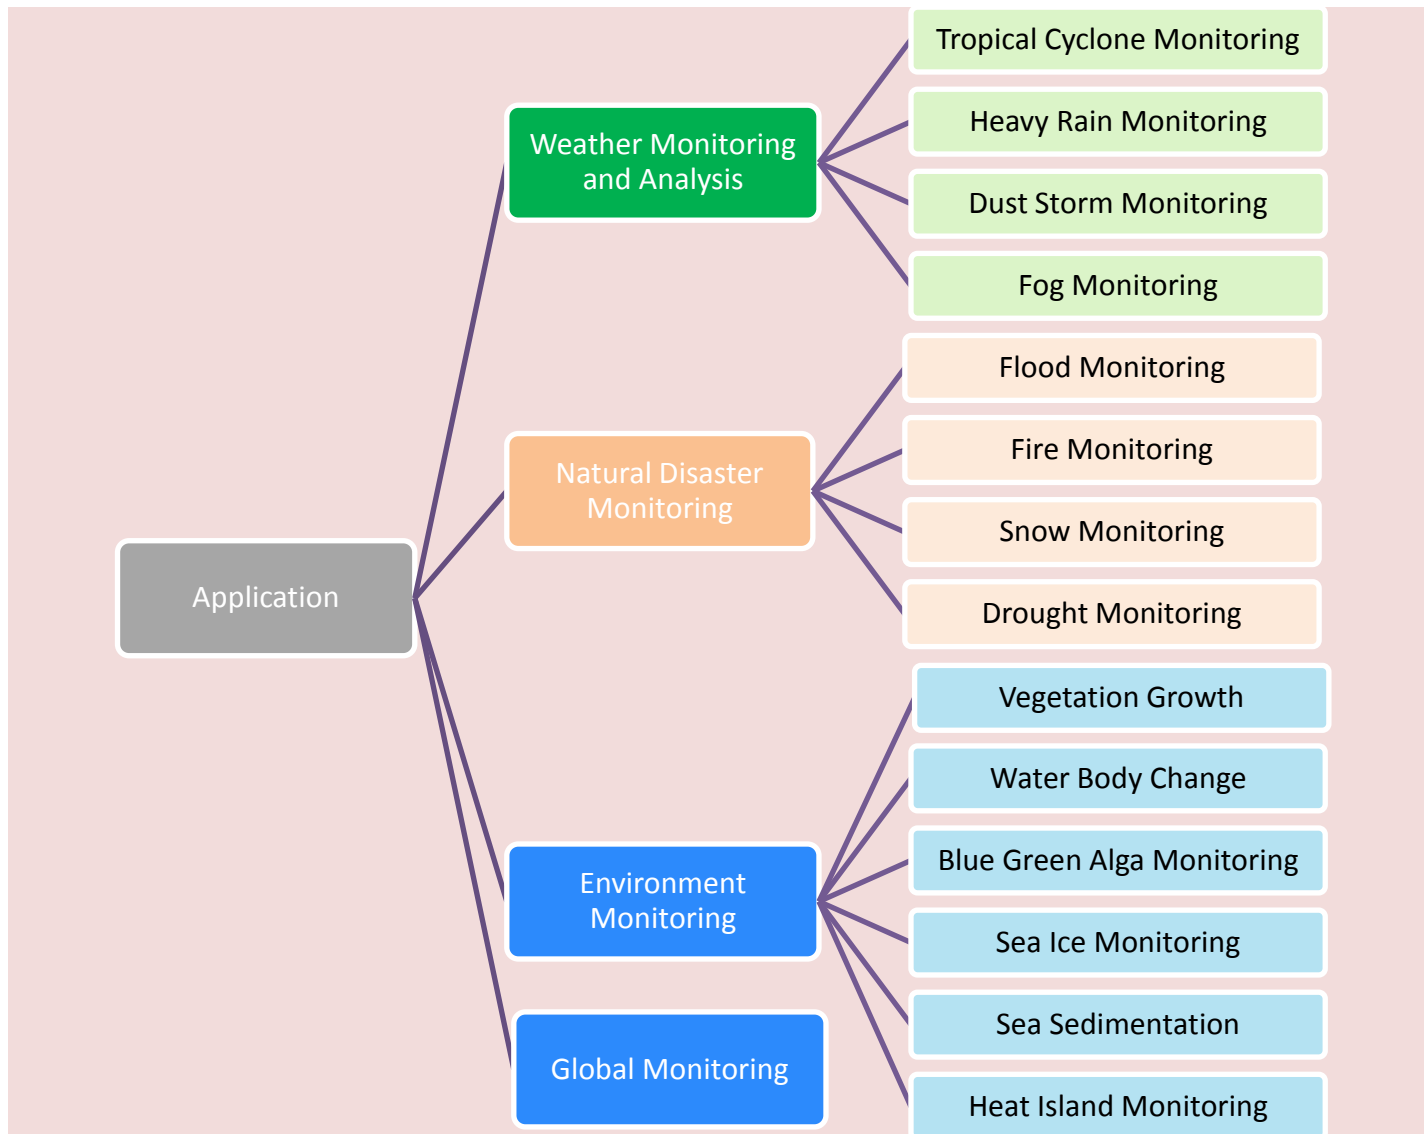 Application
Weather Monitoring
and Analysis
Tropical Cyclone Monitoring
Heavy Rain Monitoring
Dust Storm Monitoring
Fog Monitoring
Natural Disaster
Monitoring
Flood Monitoring
Fire Monitoring
Snow Monitoring
Drought Monitoring
Environment
Monitoring
Vegetation Growth
Water Body Change
Blue Green Alga Monitoring
Sea Ice Monitoring
Sea Sedimentation
Heat Island Monitoring
Global Monitoring